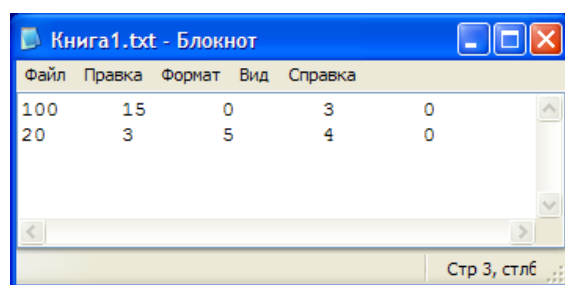 Книга1.txt - Блокнот
Файл Правка Формат Вид Справка
100 15 0 3 0
20 3 5 4 0
Стр 3, стлб